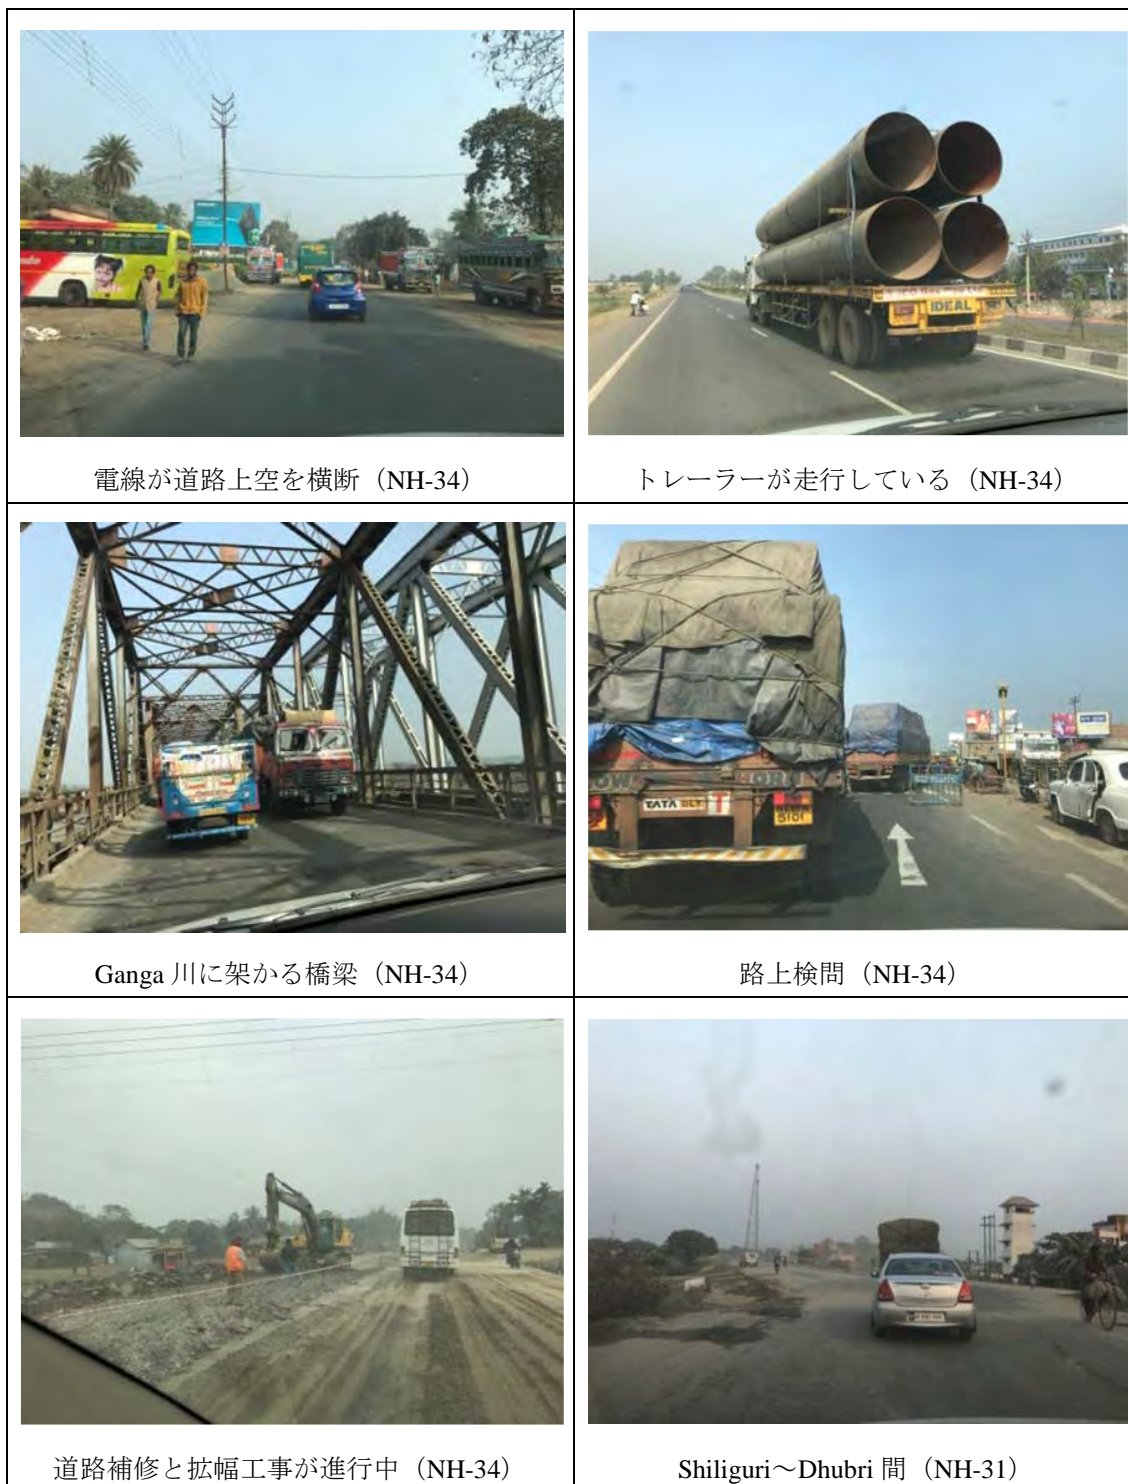 電線が道路上空を横断（NH-34）
IDEAL
トレーラーが走行している（NH-34）
Ganga 川に架かる橋梁（NH-34）
TATA
T
5101
路上検問（NH-34）
道路補修と拡幅工事が進行中（NH-34）
Shiliguri～Dhubri 間（NH-31）